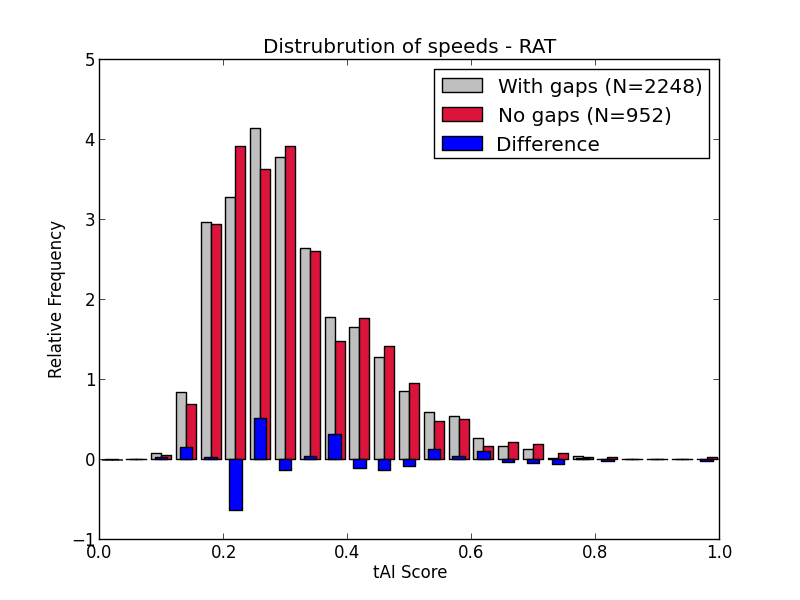 Distrubrution of speeds - RAT
With gaps (N=2248)
No gaps (N=952)
Difference
Relative Frequency
5
4
3
2
1
0
−1
0.0 0.2 0.4 0.6 0.8 1.0
tAI Score